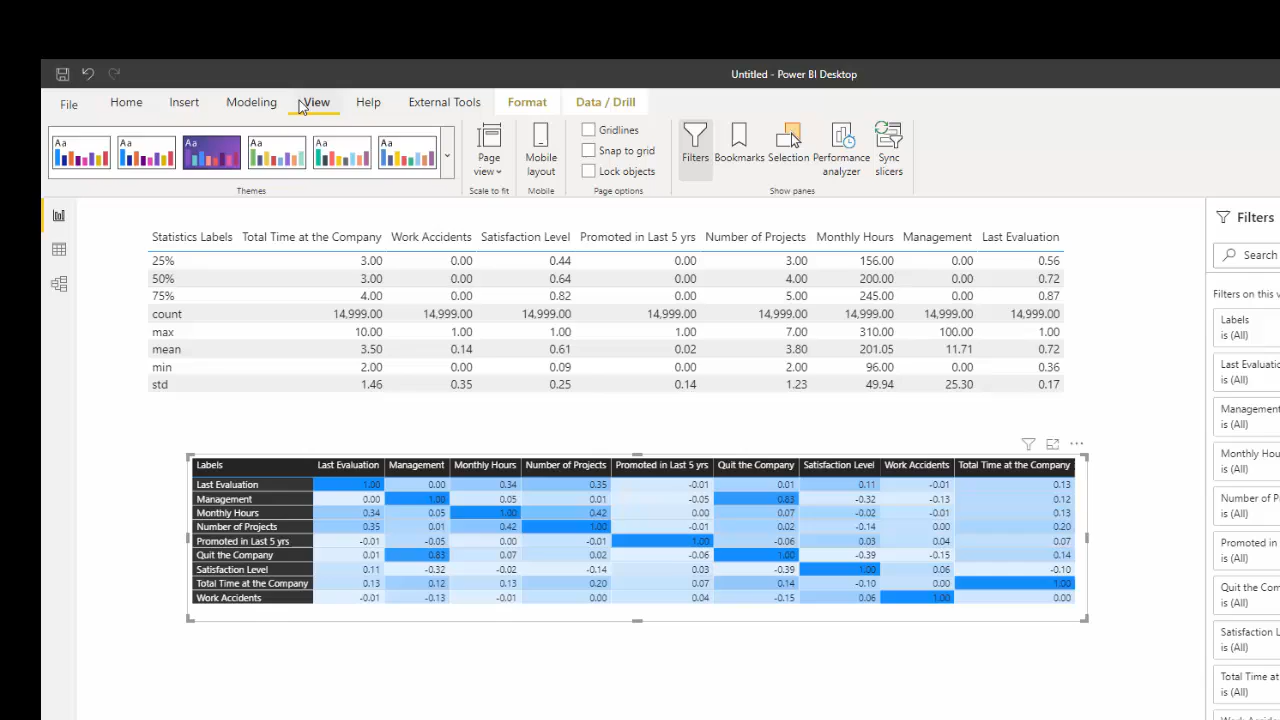 Untitled - Power BI Desktop
File Home Insert Modeling View Help External Tools Format Data / Drill
Aa Aa Aa Aa Aa Aa
Page view
Mobile layout
Gridlines
Snap to grid
Lock objects
Filters
Bookmarks
Selection
Performance analyzer
Sync slicers
Themes Scale to fit Mobile Page options Show panes
Statistics Labels Total Time at the Company Work Accidents Satisfaction Level Promoted in Last 5 yrs Number of Projects Monthly Hours Management Last Evaluation
25% 3.00 0.00 0.44 0.00 3.00 156.00 0.00 0.56
50% 3.00 0.00 0.64 0.00 4.00 200.00 0.00 0.72
75% 4.00 0.00 0.82 0.00 5.00 245.00 0.00 0.87
count 14,999.00 14,999.00 14,999.00 14,999.00 14,999.00 14,999.00 14,999.00 14,999.00
max 10.00 1.00 1.00 1.00 7.00 310.00 100.00 1.00
mean 3.50 0.14 0.61 0.02 3.80 201.05 11.71 0.72
min 2.00 0.00 0.09 0.00 2.00 96.00 0.00 0.36
std 1.46 0.35 0.25 0.14 1.23 49.94 25.30 0.17
Labels Last Evaluation Management Monthly Hours Number of Projects Promoted in Last 5 yrs Quit the Company Satisfaction Level Work Accidents Total Time at the Company
Last Evaluation 1.00 0.00 0.34 0.35 -0.01 0.01 0.11 -0.01 0.13
Management 0.00 1.00 0.05 0.01 -0.05 0.83 -0.32 -0.13 0.12
Monthly Hours 0.34 0.05 1.00 0.42 0.00 0.07 -0.02 -0.01 0.13
Number of Projects 0.35 0.01 0.42 1.00 -0.01 0.02 -0.14 0.00 0.20
Promoted in Last 5 yrs -0.01 -0.05 0.00 -0.01 1.00 -0.06 0.03 0.04 0.07
Quit the Company 0.01 0.83 0.07 0.02 -0.06 1.00 -0.39 -0.15 0.14
Satisfaction Level 0.11 -0.32 -0.02 -0.14 0.03 -0.39 1.00 0.06 -0.10
Total Time at the Company 0.13 0.12 0.13 0.20 0.07 0.14 -0.10 0.00 1.00
Work Accidents -0.01 -0.13 -0.01 0.00 0.04 -0.15 0.06 1.00 0.00
Filters
Search
Filters on this v
Labels
is (All)
Last Evaluatio
is (All)
Management
is (All)
Monthly Hou
is (All)
Number of P
is (All)
Promoted in
is (All)
Quit the Com
is (All)
Satisfaction L
is (All)
Total Time at
is (All)